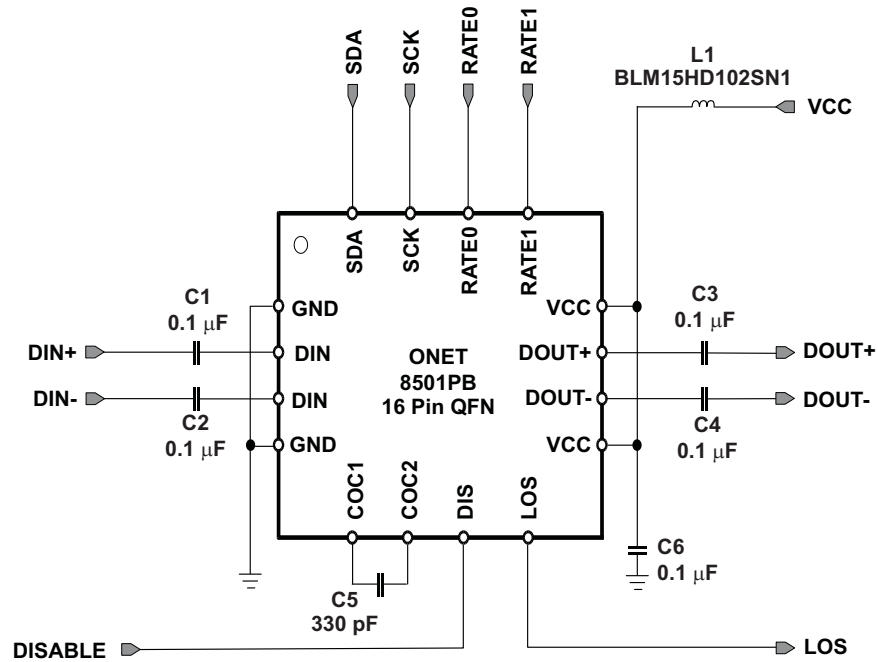 SDA
SCK
RATE0
RATE1
L1
BLM15HD102SN1
VCC
SDA
SCK
RATE0
RATE1
C1
0.1 µF
GND
VCC
C3
0.1 µF
DIN+
DIN
ONET
8501PB
16 Pin QFN
DOUT+
DOUT+
DIN-
DIN
DOUT-
DOUT-
C2
0.1 µF
GND
VCC
C4
0.1 µF
COC1
COC2
DIS
LOS
C5
330 pF
C6
0.1 µF
DISABLE
LOS